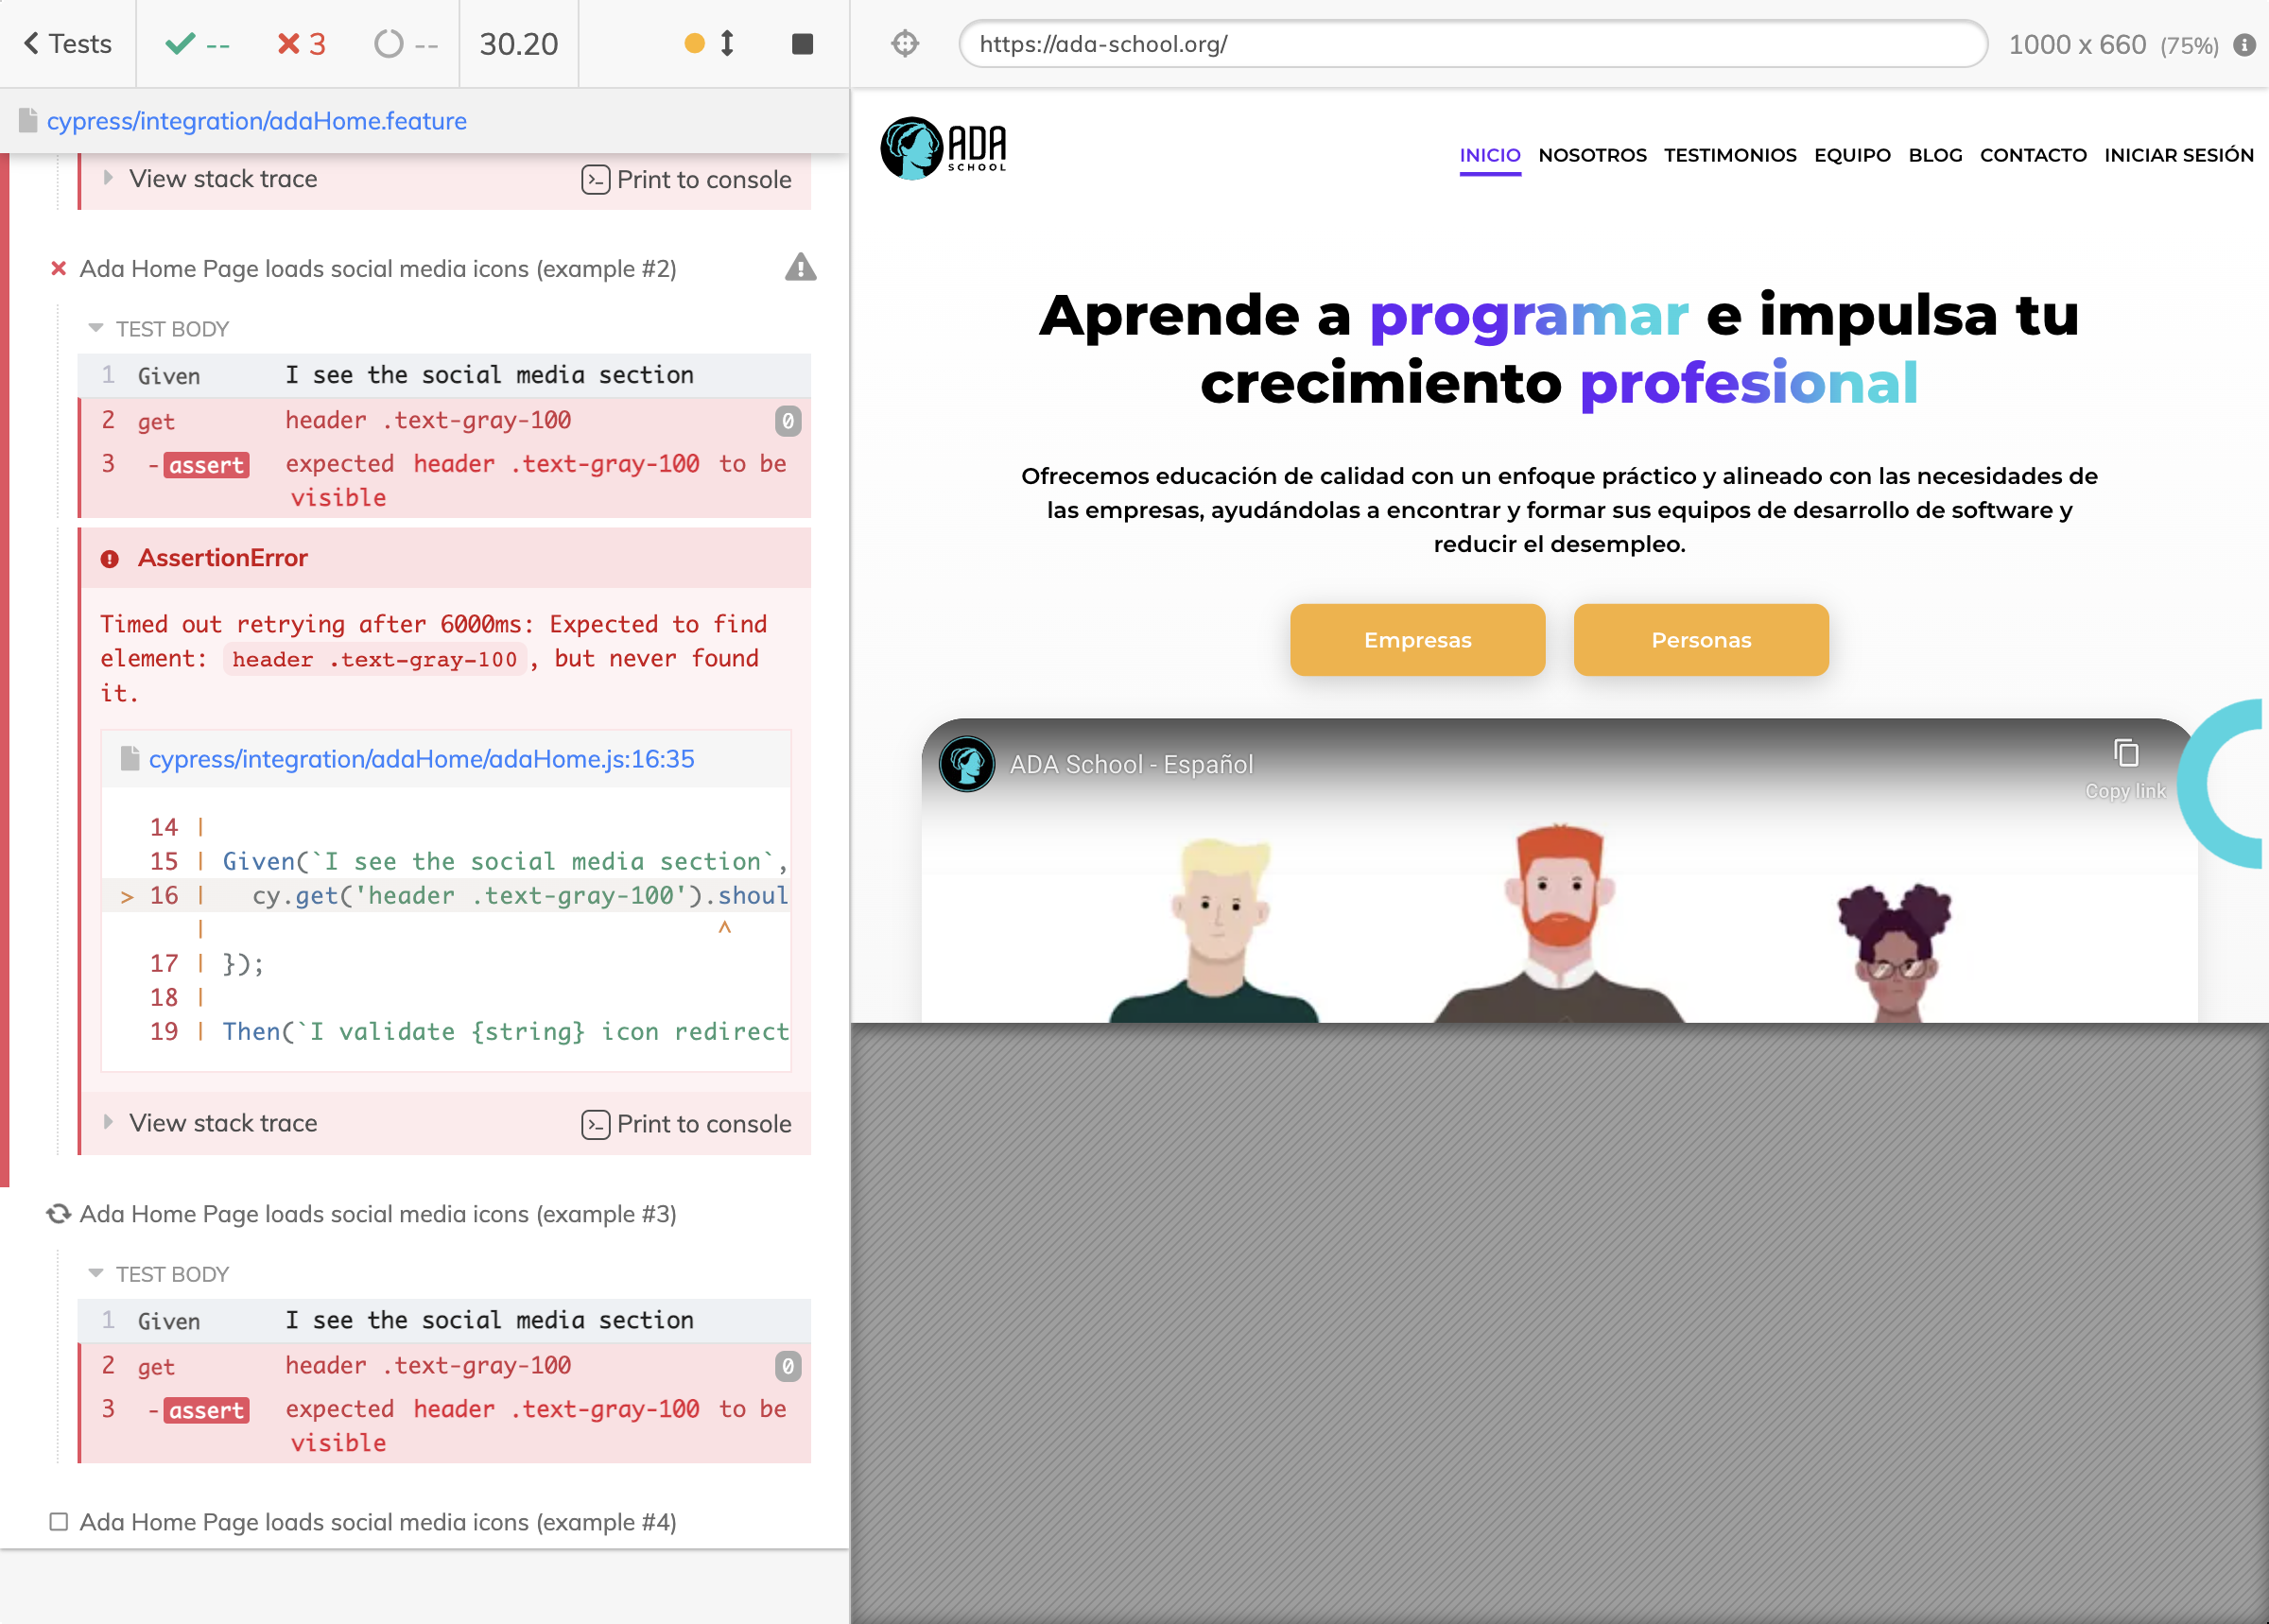 Tests
--
3
--
30.20
https://ada-school.org/
1000 x 660 (75%)
cypress/integration/adaHome.feature
View stack trace
Print to console
Ada Home Page loads social media icons (example #2)
TEST BODY
1 Given I see the social media section
2 get header .text-gray-100 0
3 -assert expected header .text-gray-100 to be
visible
AssertionError
Timed out retrying after 6000ms: Expected to find
element: header .text-gray-100, but never found
it.
cypress/integration/adaHome/adaHome.js:16:35
14 |
15 | Given(`I see the social media section`,
> 16 | cy.get('header .text-gray-100').shoul
| ^
17 | });
18 |
19 | Then(`I validate {string} icon redirect
View stack trace
Print to console
Ada Home Page loads social media icons (example #3)
TEST BODY
1 Given I see the social media section
2 get header .text-gray-100 0
3 -assert expected header .text-gray-100 to be
visible
Ada Home Page loads social media icons (example #4)
ADA
SCHOOL
INICIO NOSOTROS TESTIMONIOS EQUIPO BLOG CONTACTO INICIAR SESIÓN
Aprende a programar e impulsa tu
crecimiento profesional
Ofrecemos educación de calidad con un enfoque práctico y alineado con las necesidades de
las empresas, ayudándolas a encontrar y formar sus equipos de desarrollo de software y
reducir el desempleo.
Empresas
Personas
ADA School - Español
Copy link